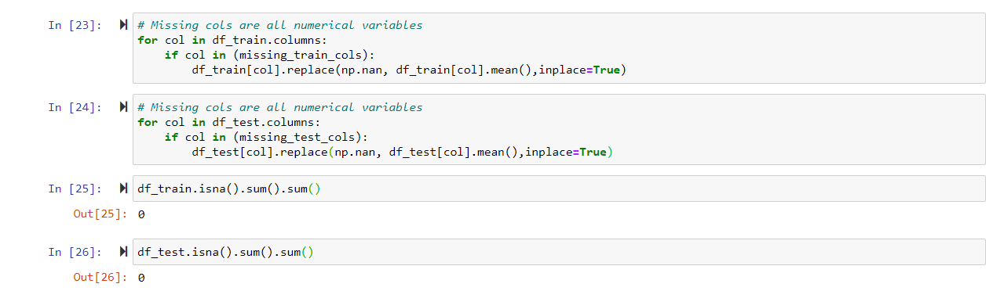 In [23]: # Missing cols are all numerical variables
for col in df_train.columns:
    if col in (missing_train_cols):
        df_train[col].replace(np.nan, df_train[col].mean(),inplace=True)
In [24]: # Missing cols are all numerical variables
for col in df_test.columns:
    if col in (missing_test_cols):
        df_test[col].replace(np.nan, df_test[col].mean(),inplace=True)
In [25]: df_train.isna().sum().sum()
Out[25]: 0
In [26]: df_test.isna().sum().sum()
Out[26]: 0